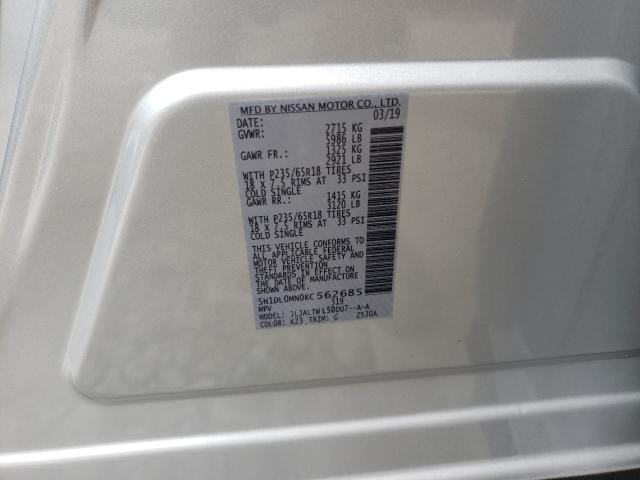 MFD BY NISSAN MOTOR CO., LTD.
DATE: 03/19
GVWR: 2715 KG
5986 LB
GAWR FR.: 1325 KG
2921 LB
WITH P235/65R18 TIRES
18 X 7.5 RIMS AT 33 PSI
COLD SINGLE
GAWR RR.: 1415 KG
3120 LB
WITH P235/65R18 TIRES
18 X 7.5 RIMS AT 33 PSI
COLD SINGLE
THIS VEHICLE CONFORMS TO
ALL APPLICABLE FEDERAL
MOTOR VEHICLE SAFETY AND
THEFT PREVENTION
STANDARDS IN EFFECT ON
THE DATE OF MANUFACTURE
5N1DL0MN0KC562685
MPV 319
MODEL: JLJALTWL50UU7--A-A
COLOR: K23 TRIM: G 2530A